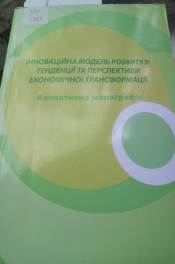 ІННОВАЦІЙНА МОДЕЛЬ РОЗВИТКУ:
ТЕНДЕНЦІЇ ТА ПЕРСПЕКТИВИ
ЕКОНОМІЧНОЇ ТРАНСФОРМАЦІЇ
Колективна монографія